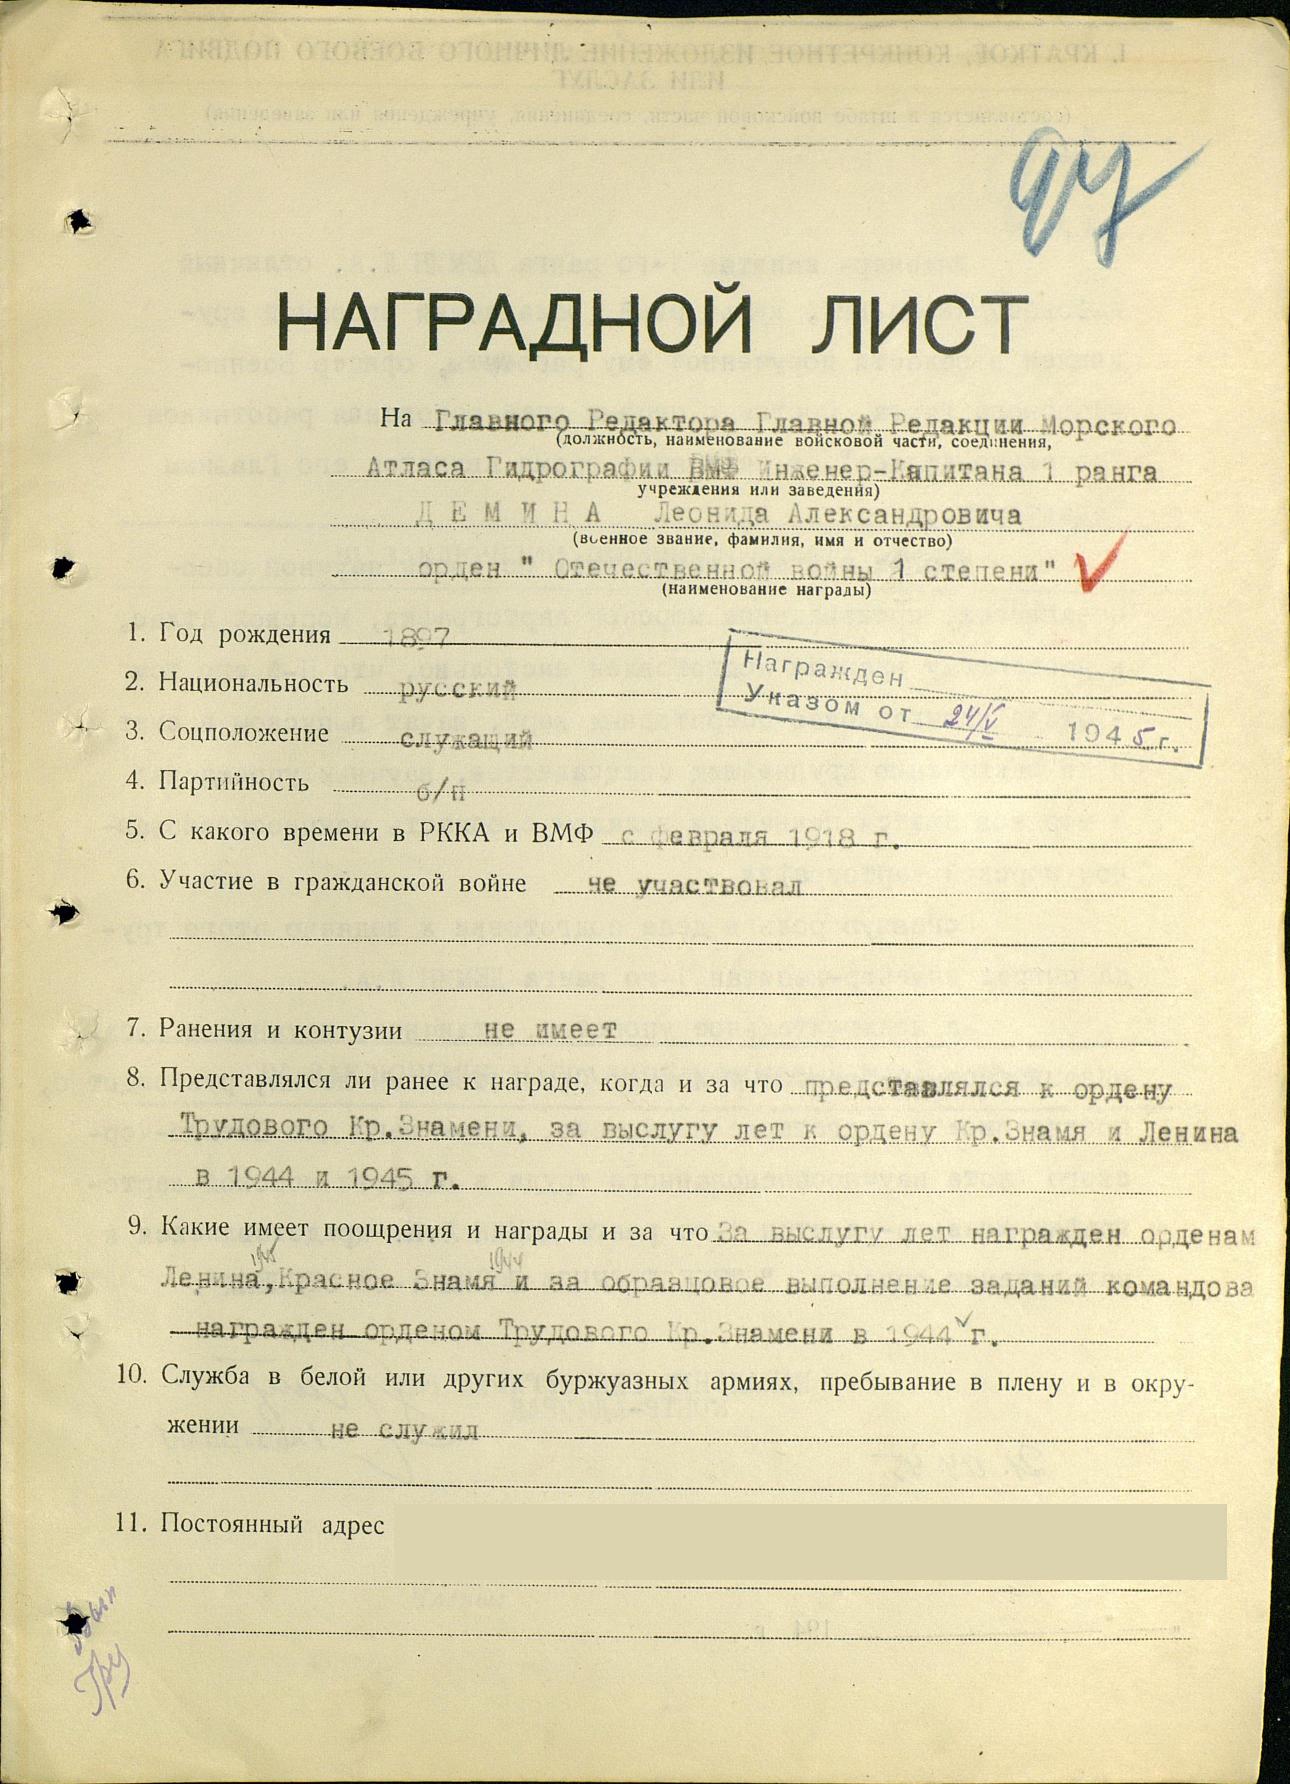 НАГРАДНОЙ ЛИСТ
На Главного Редактора Главной Редакции Морского
(должность, наименование войсковой части, соединения,
Атласа Гидрографии ВМФ Инженер-Капитана 1 ранга
учреждения или заведения)
ДЕМИНА Леонида Александровича
(военное звание, фамилия, имя и отчество)
орден " Отечественной войны 1 степени"
(наименование награды)
1. Год рождения 1897
Награжден
2. Национальность русский
Указом от 24/V 1945 г.
3. Соцположение служащий
4. Партийность б/п
5. С какого времени в РККА и ВМФ с февраля 1918 г.
6. Участие в гражданской войне не участвовал
7. Ранения и контузии не имеет
8. Представлялся ли ранее к награде, когда и за что представлялся к ордену
Трудового Кр.Знамени, за выслугу лет к ордену Кр.Знамя и Ленина
в 1944 и 1945 г.
9. Какие имеет поощрения и награды и за что За выслугу лет награжден орденам
1945 1944
Ленина, Красное Знамя и за образцовое выполнение заданий командова
награжден орденом Трудового Кр.Знамени в 1944 г.
10. Служба в белой или других буржуазных армиях, пребывание в плену и в окру-
жении не служил
11. Постоянный адрес